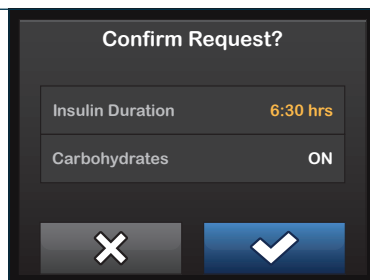 Confirm Request?
Insulin Duration 6:30 hrs
Carbohydrates ON